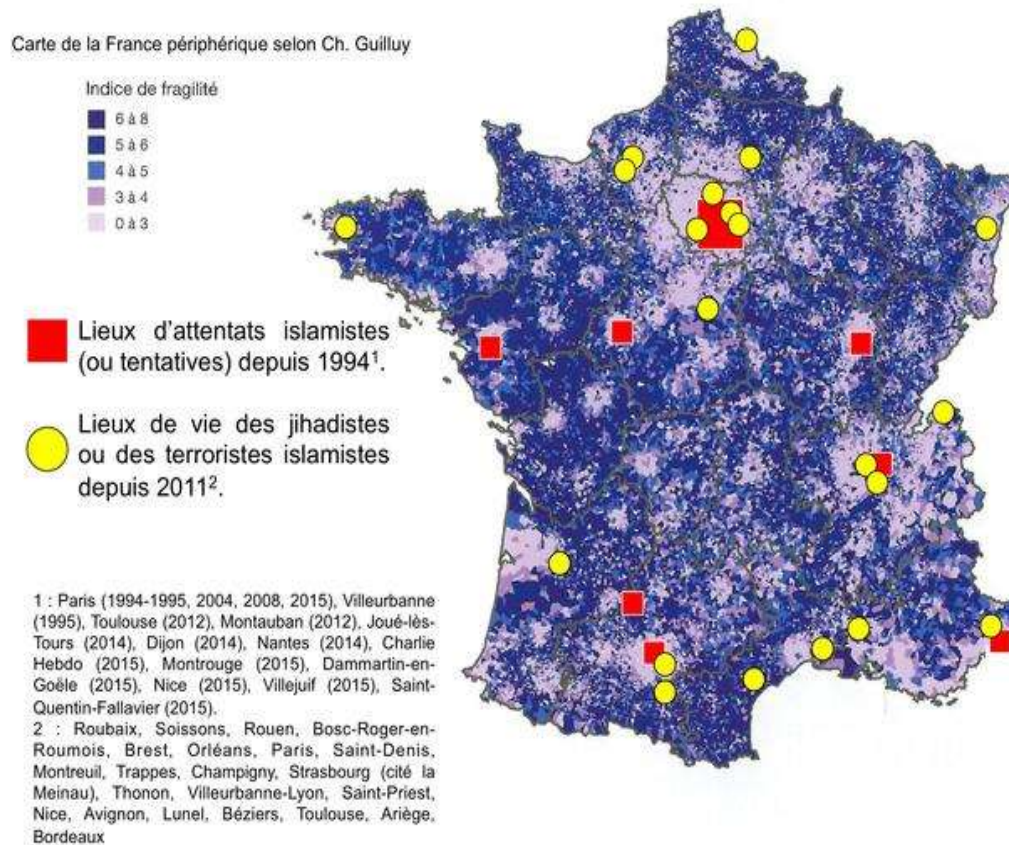 Carte de la France périphérique selon Ch. Guilluy
Indice de fragilité
6 à 8
5 à 6
4 à 5
3 à 4
0 à 3
Lieux d'attentats islamistes
(ou tentatives) depuis 1994¹.
Lieux de vie des jihadistes
ou des terroristes islamistes
depuis 2011².
1 : Paris (1994-1995, 2004, 2008, 2015), Villeurbanne
(1995), Toulouse (2012), Montauban (2012), Joué-lès-
Tours (2014), Dijon (2014), Nantes (2014), Charlie
Hebdo (2015), Montrouge (2015), Dammartin-en-
Goële (2015), Nice (2015), Villejuif (2015), Saint-
Quentin-Fallavier (2015).
2 : Roubaix, Soissons, Rouen, Bosc-Roger-en-
Roumois, Brest, Orléans, Paris, Saint-Denis,
Montreuil, Trappes, Champigny, Strasbourg (cité la
Meinau), Thonon, Villeurbanne-Lyon, Saint-Priest,
Nice, Avignon, Lunel, Béziers, Toulouse, Ariège,
Bordeaux